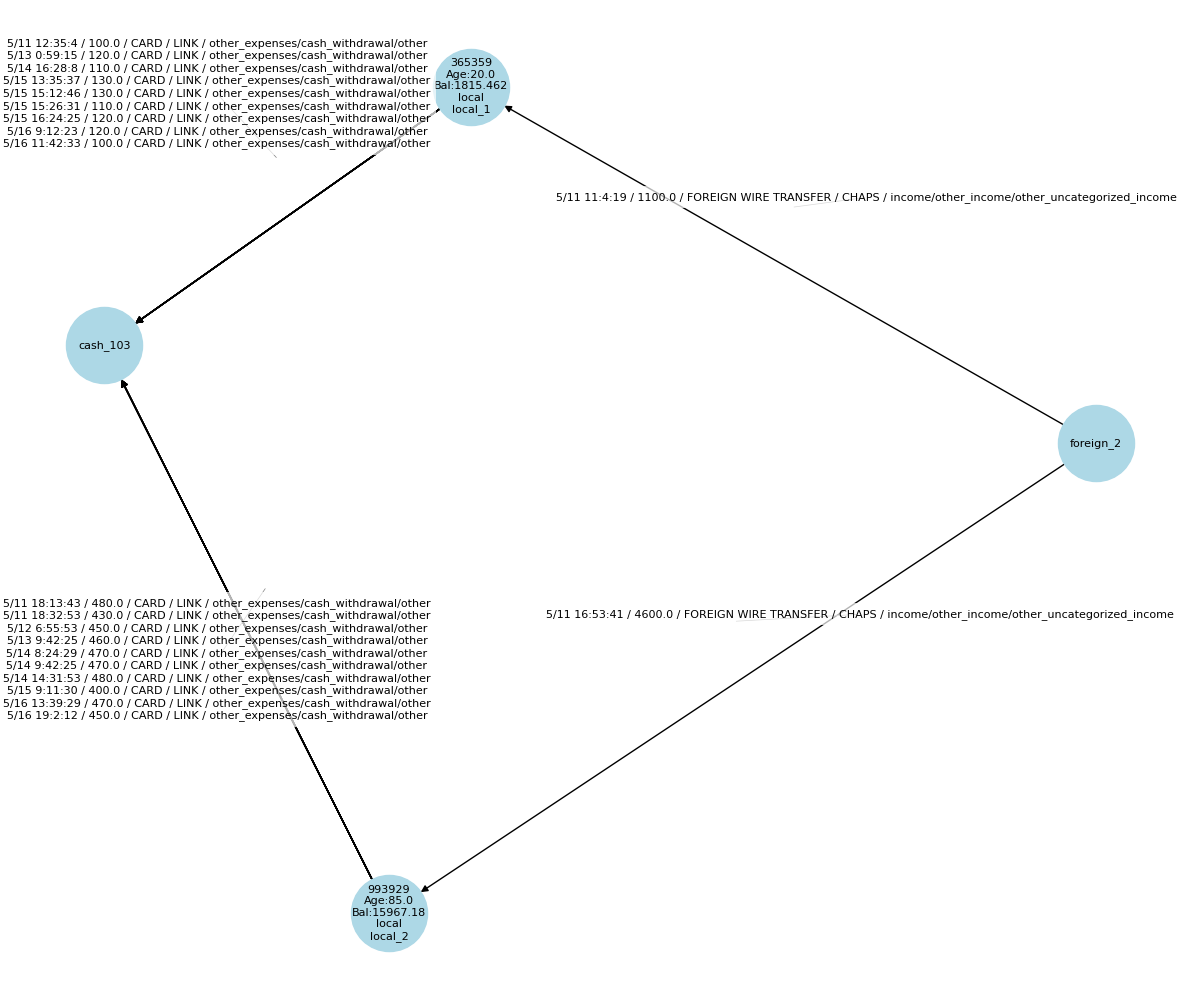 5/11 12:35:4 / 100.0 / CARD / LINK / other_expenses/cash_withdrawal/other
5/13 0:59:15 / 120.0 / CARD / LINK / other_expenses/cash_withdrawal/other
5/14 16:28:8 / 110.0 / CARD / LINK / other_expenses/cash_withdrawal/other
5/15 13:35:37 / 130.0 / CARD / LINK / other_expenses/cash_withdrawal/other
5/15 15:12:46 / 130.0 / CARD / LINK / other_expenses/cash_withdrawal/other
5/15 15:26:31 / 110.0 / CARD / LINK / other_expenses/cash_withdrawal/other
5/15 16:24:25 / 120.0 / CARD / LINK / other_expenses/cash_withdrawal/other
5/16 9:12:23 / 120.0 / CARD / LINK / other_expenses/cash_withdrawal/other
5/16 11:42:33 / 100.0 / CARD / LINK / other_expenses/cash_withdrawal/other
365359
Age:20.0
Bal:1815.462
local
local_1
5/11 11:4:19 / 1100.0 / FOREIGN WIRE TRANSFER / CHAPS / income/other_income/other_uncategorized_income
cash_103
foreign_2
5/11 18:13:43 / 480.0 / CARD / LINK / other_expenses/cash_withdrawal/other
5/11 18:32:53 / 430.0 / CARD / LINK / other_expenses/cash_withdrawal/other
5/12 6:55:53 / 450.0 / CARD / LINK / other_expenses/cash_withdrawal/other
5/13 9:42:25 / 460.0 / CARD / LINK / other_expenses/cash_withdrawal/other
5/14 8:24:29 / 470.0 / CARD / LINK / other_expenses/cash_withdrawal/other
5/14 9:42:25 / 470.0 / CARD / LINK / other_expenses/cash_withdrawal/other
5/14 14:31:53 / 480.0 / CARD / LINK / other_expenses/cash_withdrawal/other
5/15 9:11:30 / 400.0 / CARD / LINK / other_expenses/cash_withdrawal/other
5/16 13:39:29 / 470.0 / CARD / LINK / other_expenses/cash_withdrawal/other
5/16 19:2:12 / 450.0 / CARD / LINK / other_expenses/cash_withdrawal/other
5/11 16:53:41 / 4600.0 / FOREIGN WIRE TRANSFER / CHAPS / income/other_income/other_uncategorized_income
993929
Age:85.0
Bal:15967.18
local
local_2